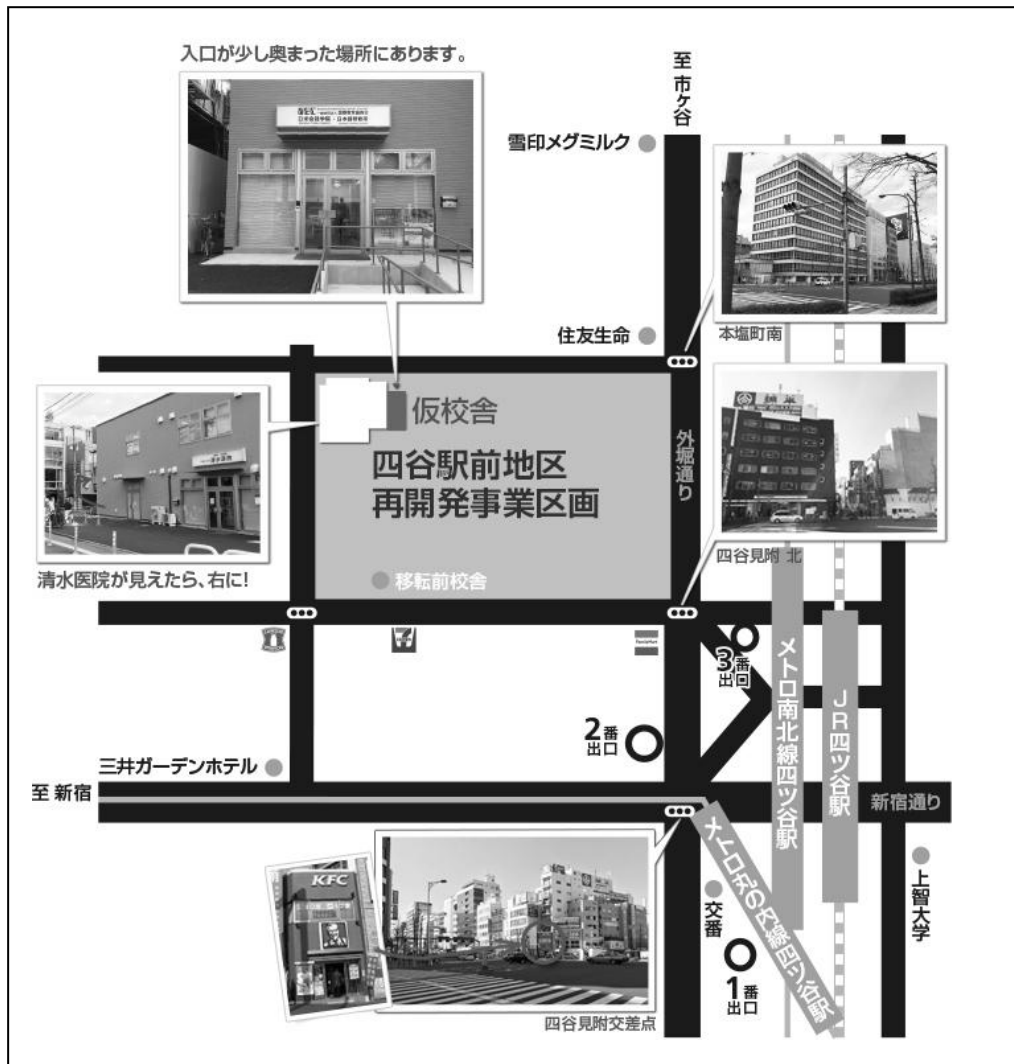 入口が少し奥まった場所にあります。
至 市ヶ谷
雪印メグミルク
本塩町南
住友生命
仮校舎
四谷駅前地区
再開発事業区画
外堀通り
清水医院が見えたら、右に!
移転前校舎
四谷見附 北
FamilyMart
3番出口
2番出口
メトロ南北線四ツ谷駅
JR四ツ谷駅
三井ガーデンホテル
至 新宿
新宿通り
KFC
メトロ丸の内線四ツ谷駅
交番
上智大学
1番出口
四谷見附交差点